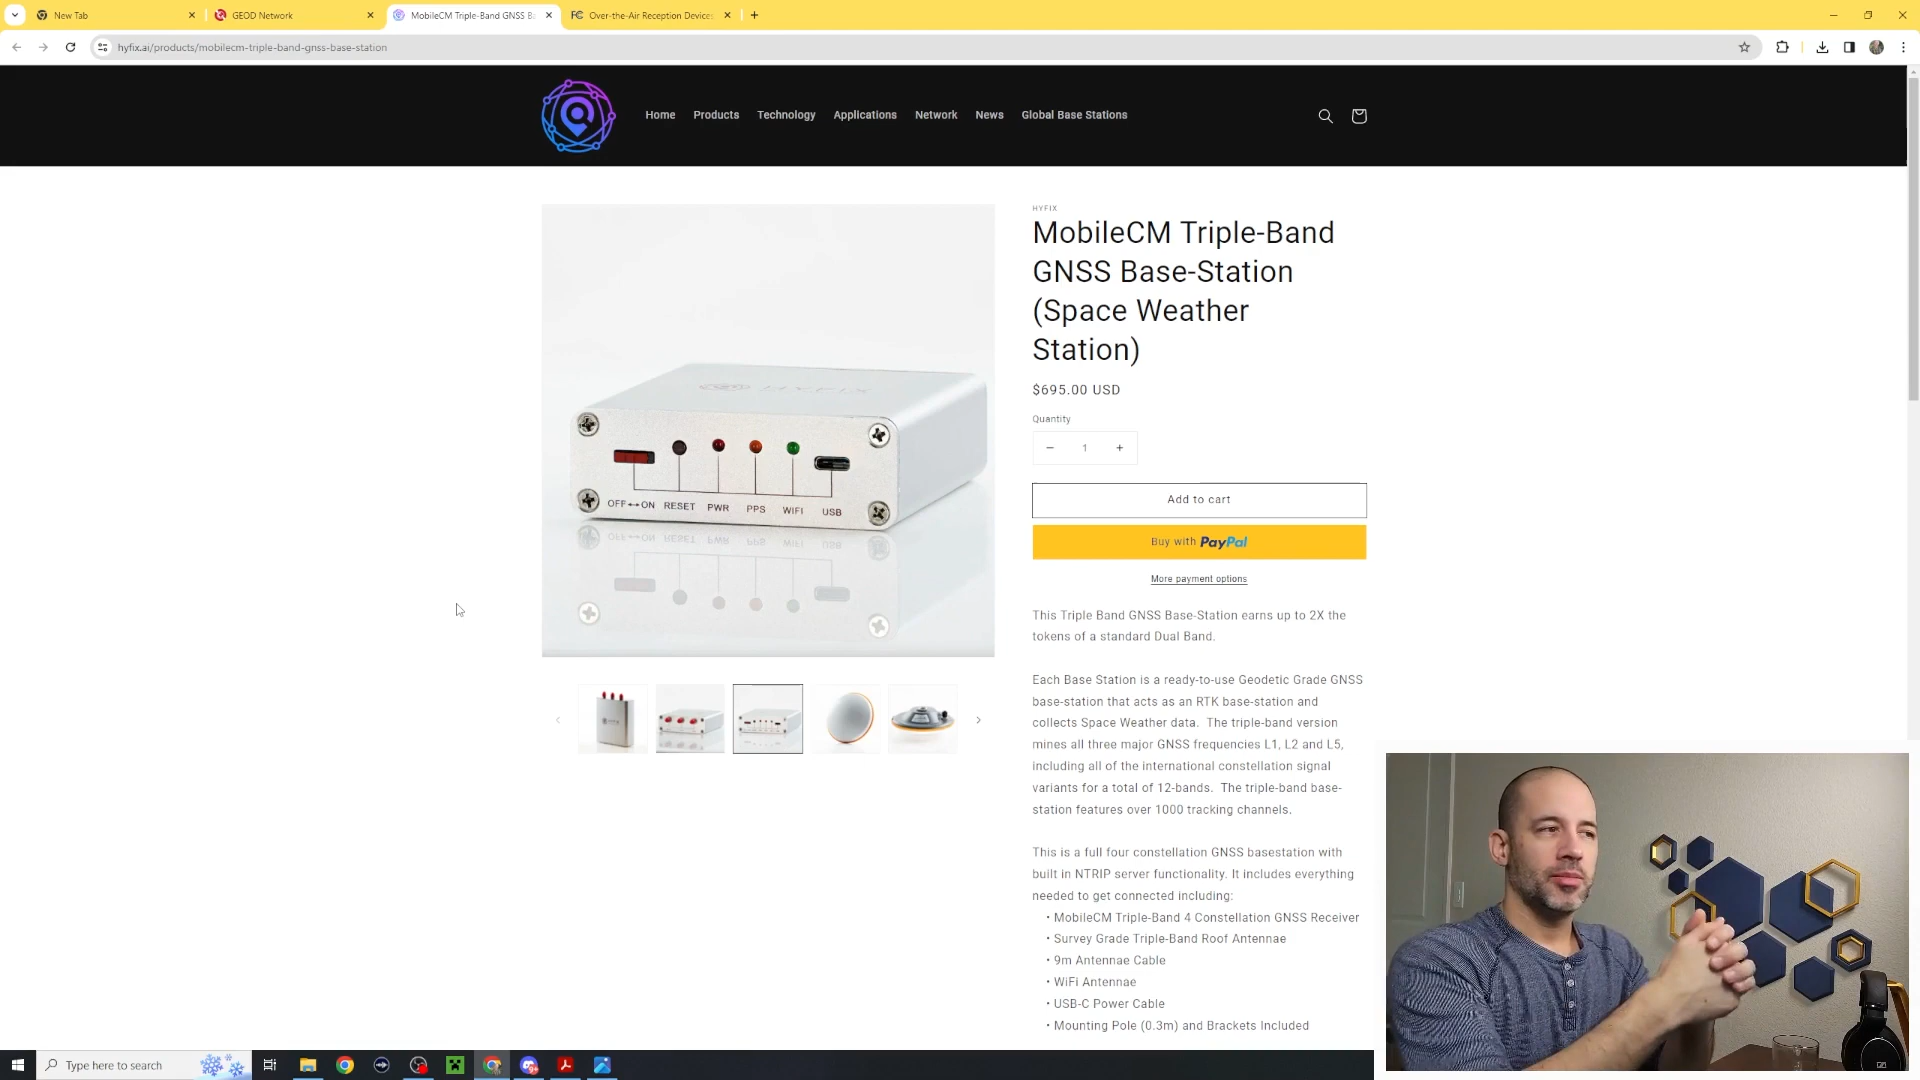 New Tab
GEOD Network
MobileCM Triple-Band GNSS Ba
Over-the-Air Reception Devices
hyfix.ai/products/mobilecm-triple-band-gnss-base-station
Home
Products
Technology
Applications
Network
News
Global Base Stations
HYFIX
OFF↔ON
RESET
PWR
PPS
WIFI
USB
HYFIX
MobileCM Triple-Band
GNSS Base-Station
(Space Weather
Station)
$695.00 USD
Quantity
− 1 +
Add to cart
Buy with PayPal
More payment options
This Triple Band GNSS Base-Station earns up to 2X the
tokens of a standard Dual Band.
Each Base Station is a ready-to-use Geodetic Grade GNSS
base-station that acts as an RTK base-station and
collects Space Weather data. The triple-band version
mines all three major GNSS frequencies L1, L2 and L5,
including all of the international constellation signal
variants for a total of 12-bands. The triple-band base-
station features over 1000 tracking channels.
This is a full four constellation GNSS basestation with
built in NTRIP server functionality. It includes everything
needed to get connected including:
• MobileCM Triple-Band 4 Constellation GNSS Receiver
• Survey Grade Triple-Band Roof Antennae
• 9m Antennae Cable
• WiFi Antennae
• USB-C Power Cable
• Mounting Pole (0.3m) and Brackets Included
Type here to search